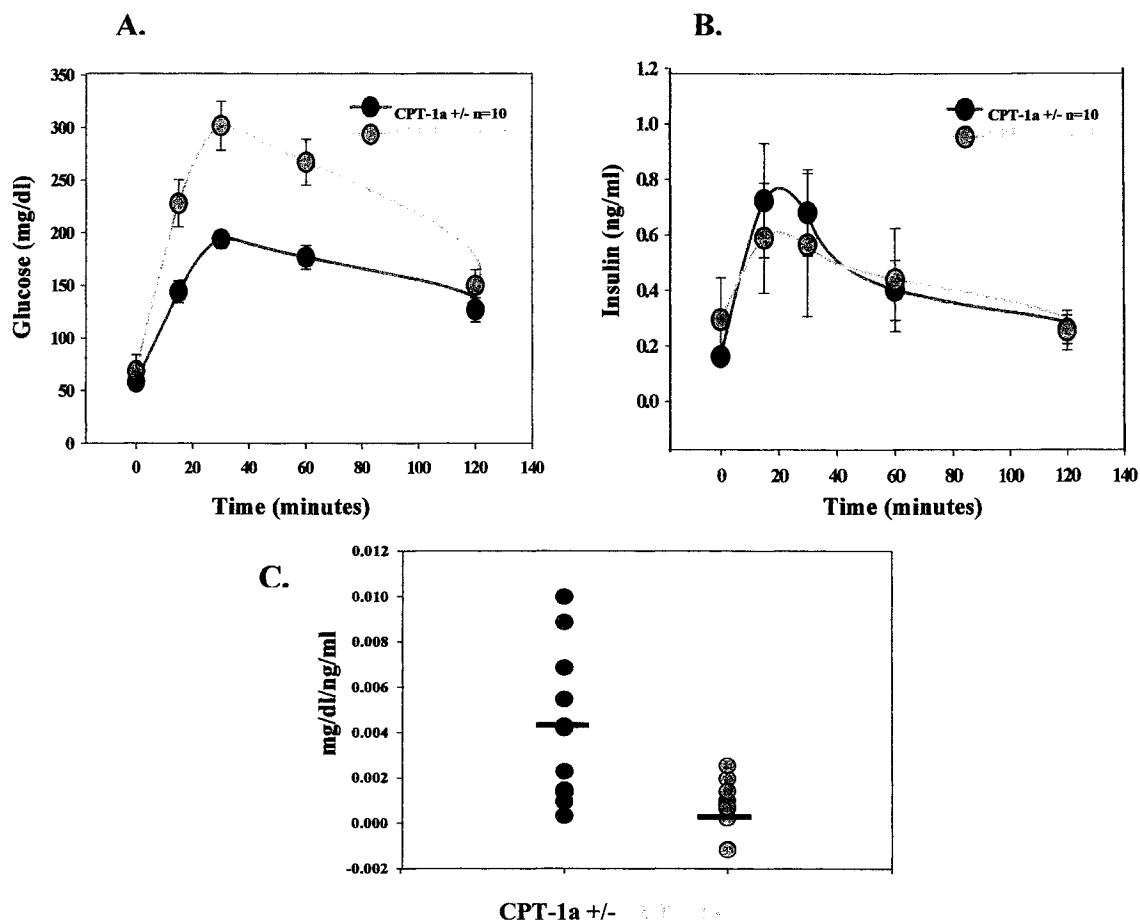 A.
350
300
250
200
150
100
50
0
Glucose (mg/dl)
CPT-1a +/- n=10
0 20 40 60 80 100 120 140
Time (minutes)
B.
1.2
1.0
0.8
0.6
0.4
0.2
0.0
Insulin (ng/ml)
CPT-1a +/- n=10
0 20 40 60 80 100 120 140
Time (minutes)
C.
0.012
0.010
0.008
0.006
0.004
0.002
0.000
-0.002
mg/dl/ng/ml
CPT-1a +/-